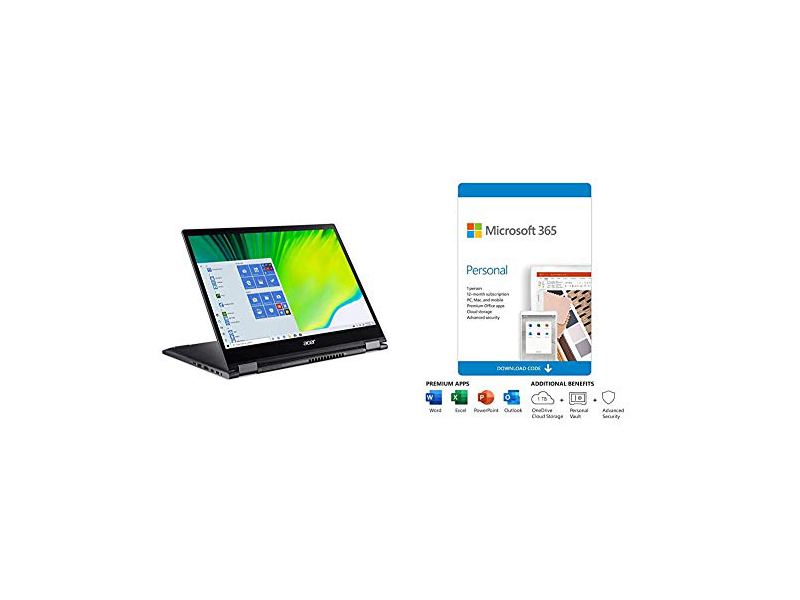 acer
Microsoft 365
Personal
1 person
12-month subscription
PC, Mac, and mobile
Premium Office apps
Cloud storage
Advanced security
DOWNLOAD CODE
PREMIUM APPS
ADDITIONAL BENEFITS
W X P O 1 TB + +
Word Excel PowerPoint Outlook OneDrive Personal Advanced
Cloud Storage Vault Security